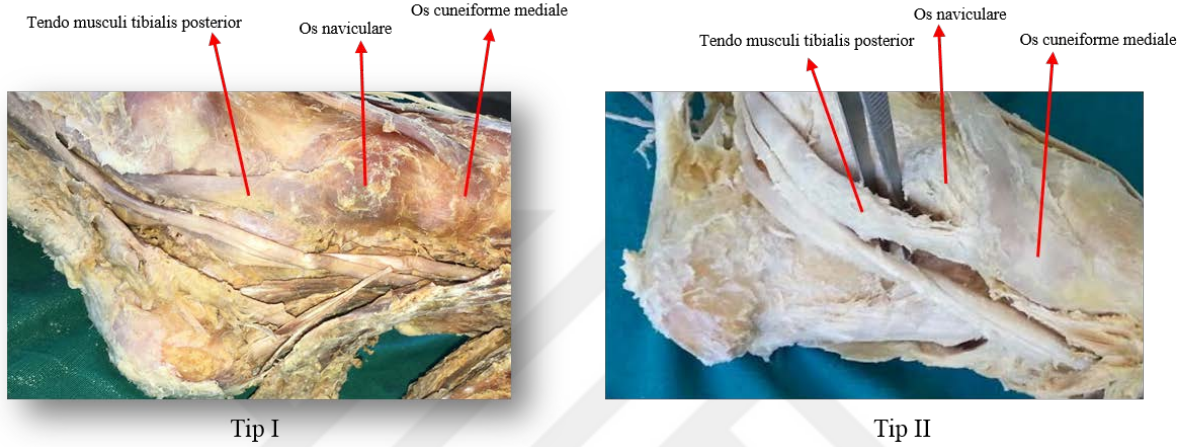 Tendo musculi tibialis posterior
Os naviculare
Os cuneiforme mediale
Tip I
Os naviculare
Tendo musculi tibialis posterior
Os cuneiforme mediale
Tip II